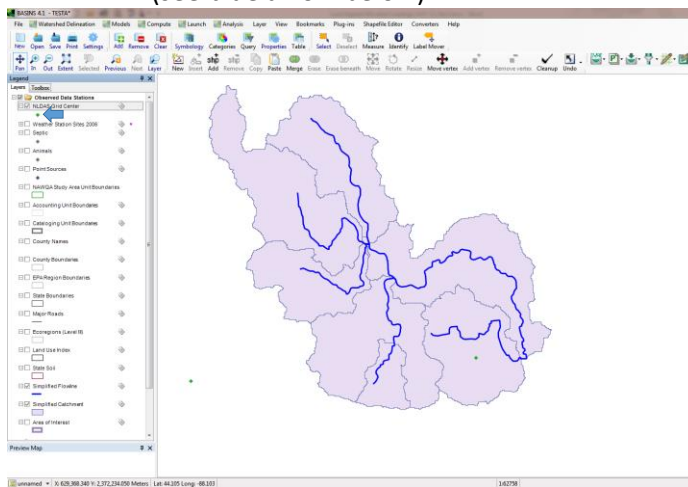 BASINS 4.1 - TESTA*
File Watershed Delineation Models Compute Launch Analysis Layer View Bookmarks Plug-ins Shapefile Editor Converters Help
New Open Save Print Settings Add Remove Clear Symbology Categories Query Properties Table Select Deselect Measure Identify Label Mover
Pan In Out Extent Selected Previous Next Layer New Insert Add Remove Copy Paste Merge Erase Erase beneath Move Rotate Resize Move vertex Add vertex Remove vertex Cleanup Undo
Legend
Layers Toolbox
Observed Data Stations
NLDAS Grid Center
Weather Station Sites 2006
Septic
Animals
Point Sources
NAWQA Study Area Unit Boundaries
Accounting Unit Boundaries
Cataloging Unit Boundaries
County Names
County Boundaries
EPA Region Boundaries
State Boundaries
Major Roads
Ecoregions (Level III)
Land Use Index
State Soil
Simplified Flowline
Simplified Catchment
Area of Interest
Preview Map
unnamed X: 629,368.340 Y: 2,372,234.050 Meters Lat: 44.105 Long: -88.103 1:62758